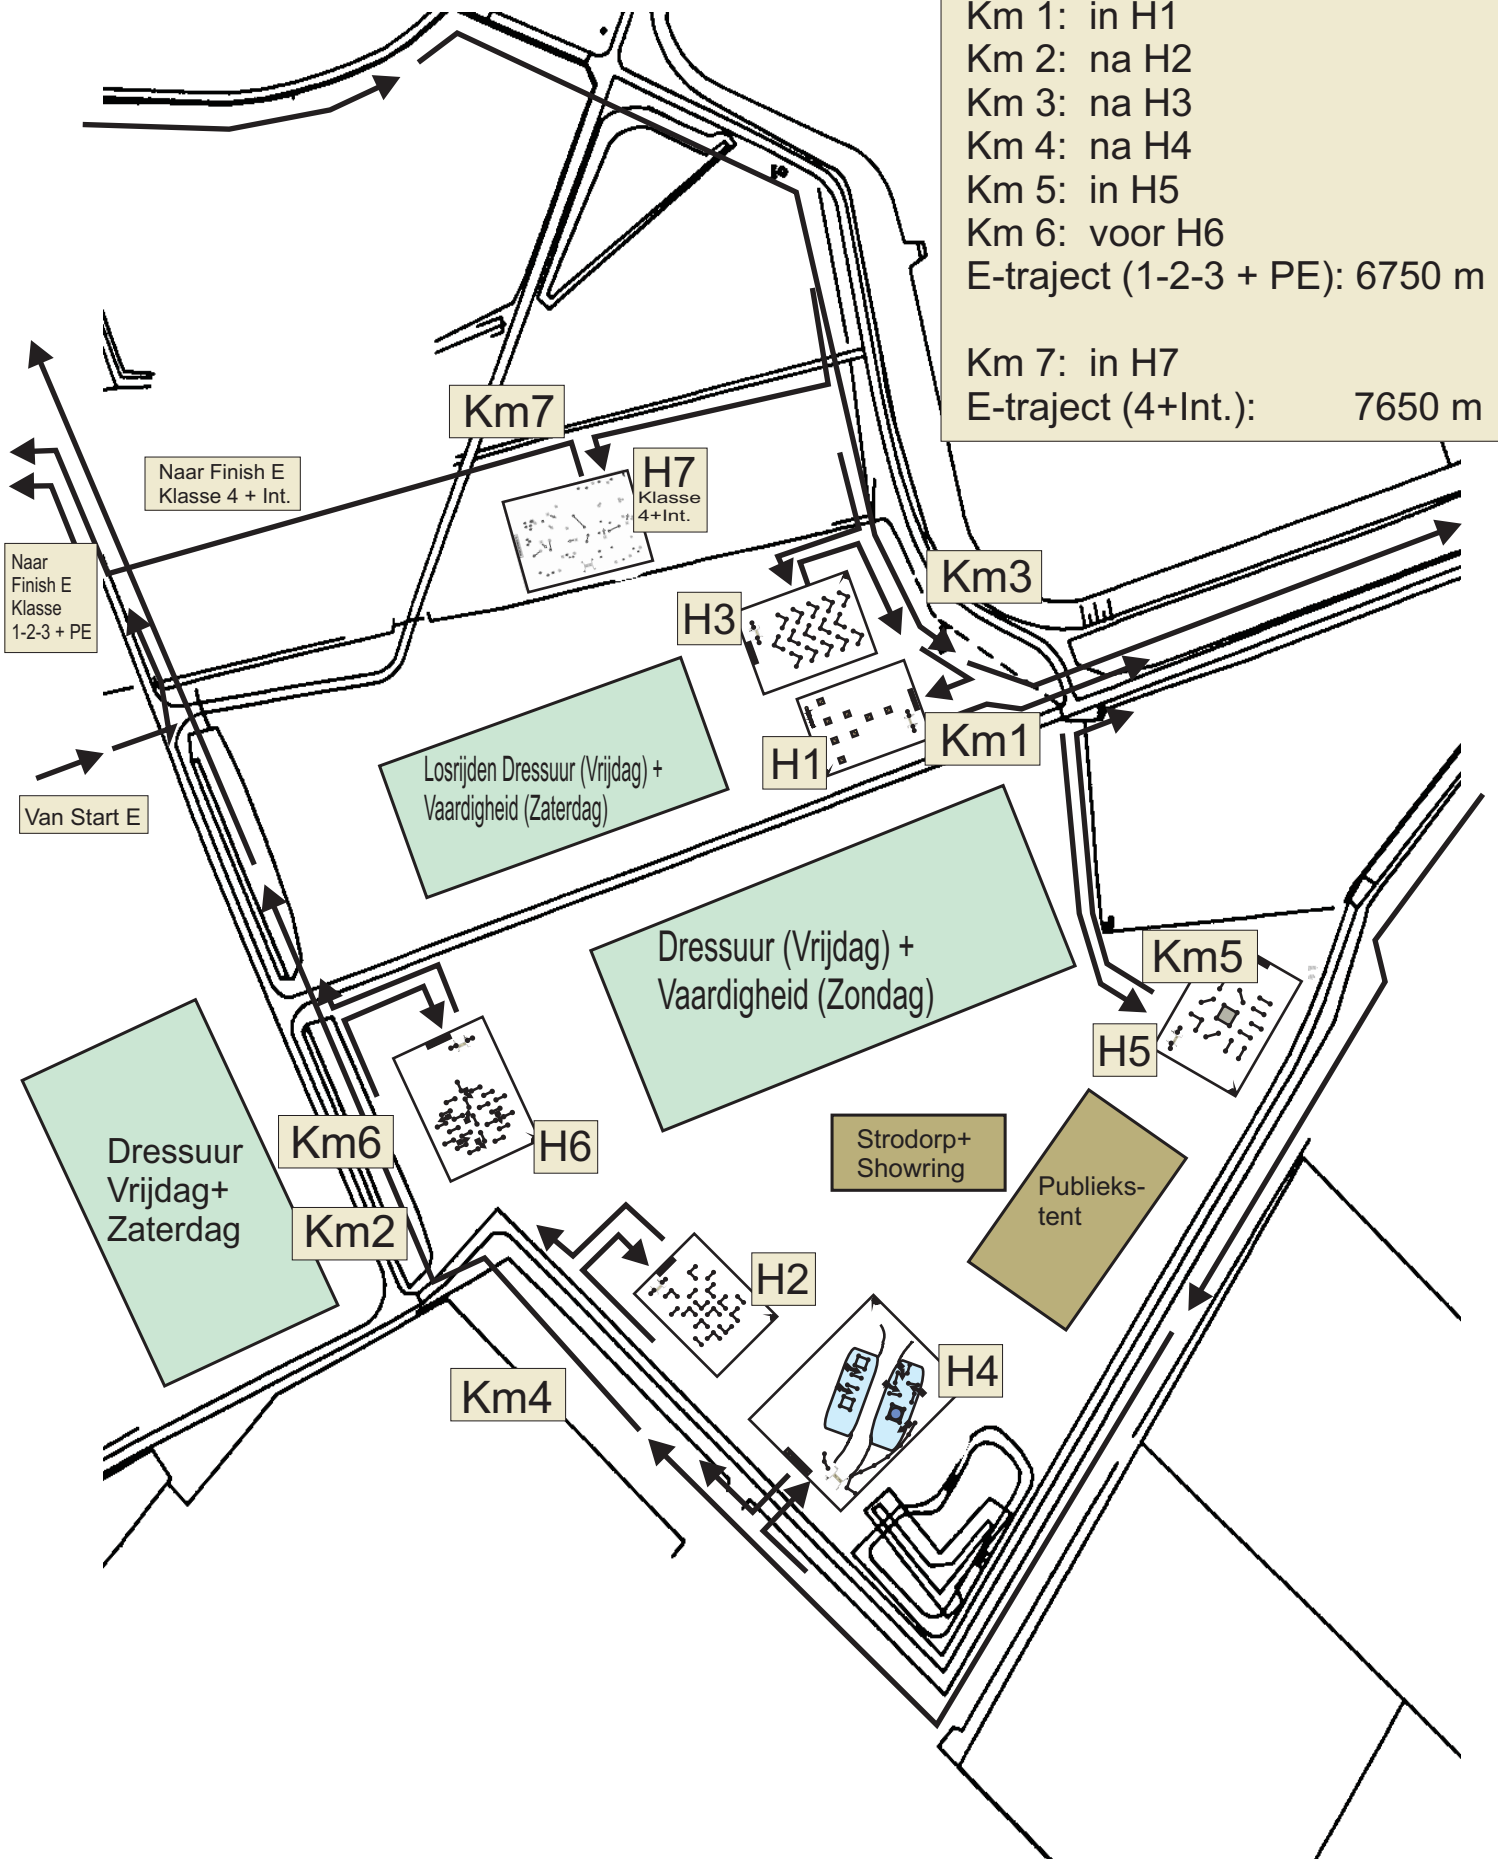 Km 1: in H1
Km 2: na H2
Km 3: na H3
Km 4: na H4
Km 5: in H5
Km 6: voor H6
E-traject (1-2-3 + PE): 6750 m
Km 7: in H7
E-traject (4+Int.): 7650 m
Km7
Naar Finish E
Klasse 4 + Int.
H7
Klasse
4+Int.
Naar
Finish E
Klasse
1-2-3 + PE
Km3
H3
Km1
H1
Van Start E
Losrijden Dressuur (Vrijdag) +
Vaardigheid (Zaterdag)
Dressuur (Vrijdag) +
Vaardigheid (Zondag)
Km5
H5
Dressuur
Vrijdag+
Zaterdag
Km6
H6
Km2
Strodorp+
Showring
Publieks-
tent
H2
H4
Km4